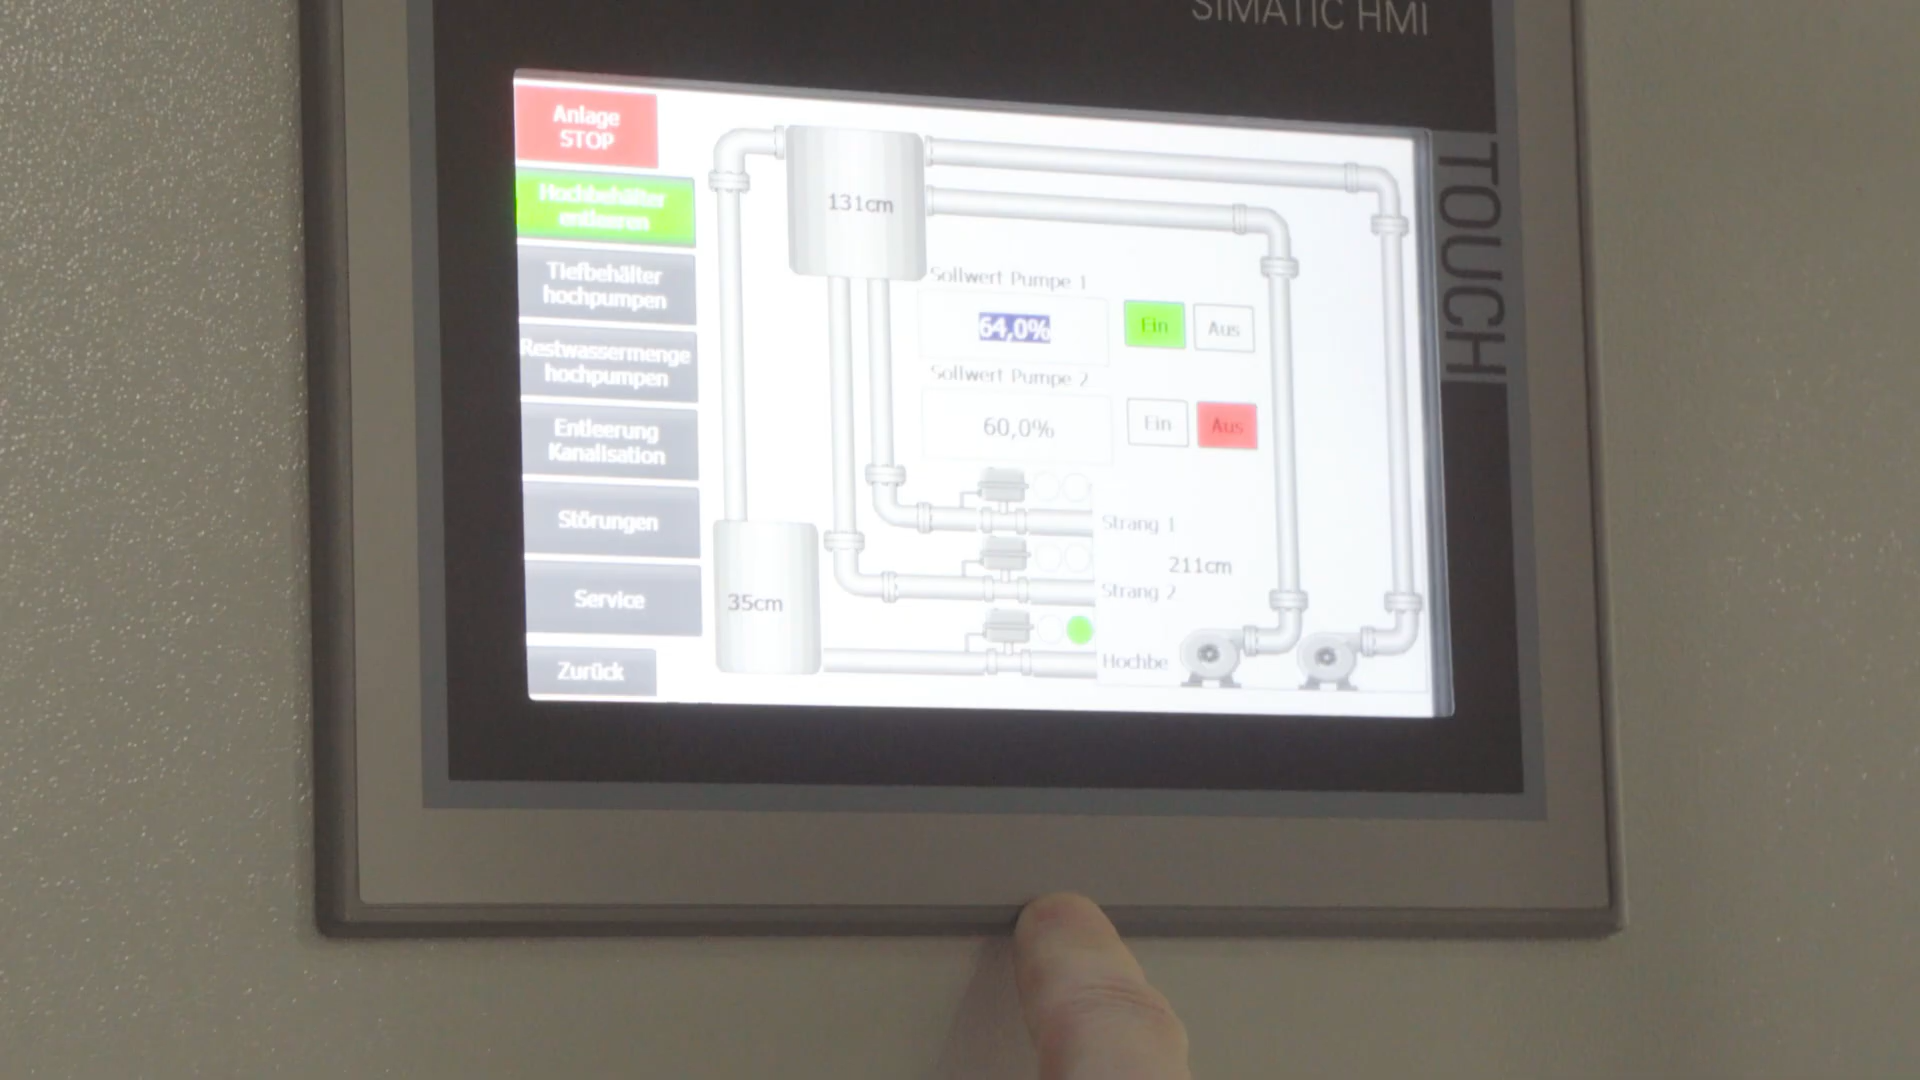 SIMATIC HMI
TOUCH
Anlage
STOP
Hochbehälter
entleeren
Tiefbehälter
hochpumpen
Restwassermenge
hochpumpen
Entleerung
Kanalisation
Störungen
Service
Zurück
131cm
Sollwert Pumpe 1
64,0%
Ein
Aus
Sollwert Pumpe 2
60,0%
Ein
Aus
Strang 1
211cm
Strang 2
35cm
Hochbe